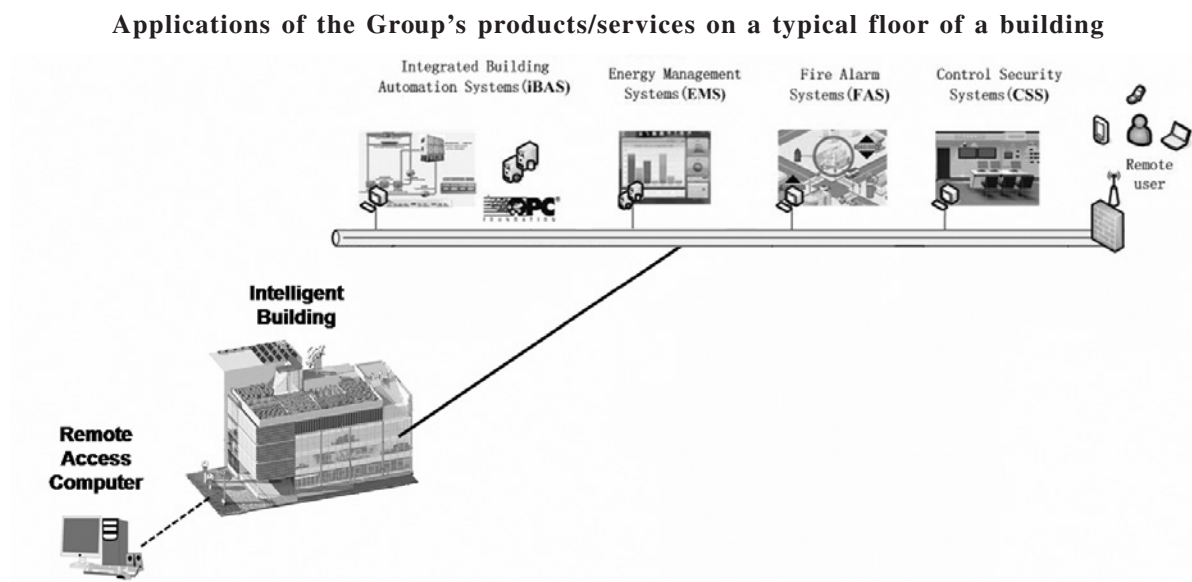 Applications of the Group's products/services on a typical floor of a building
Integrated Building
Automation Systems(iBAS)
Energy Management
Systems(EMS)
Fire Alarm
Systems(FAS)
Control Security
Systems(CSS)
Remote
user
OPC®
FOUNDATION
Intelligent
Building
Remote
Access
Computer